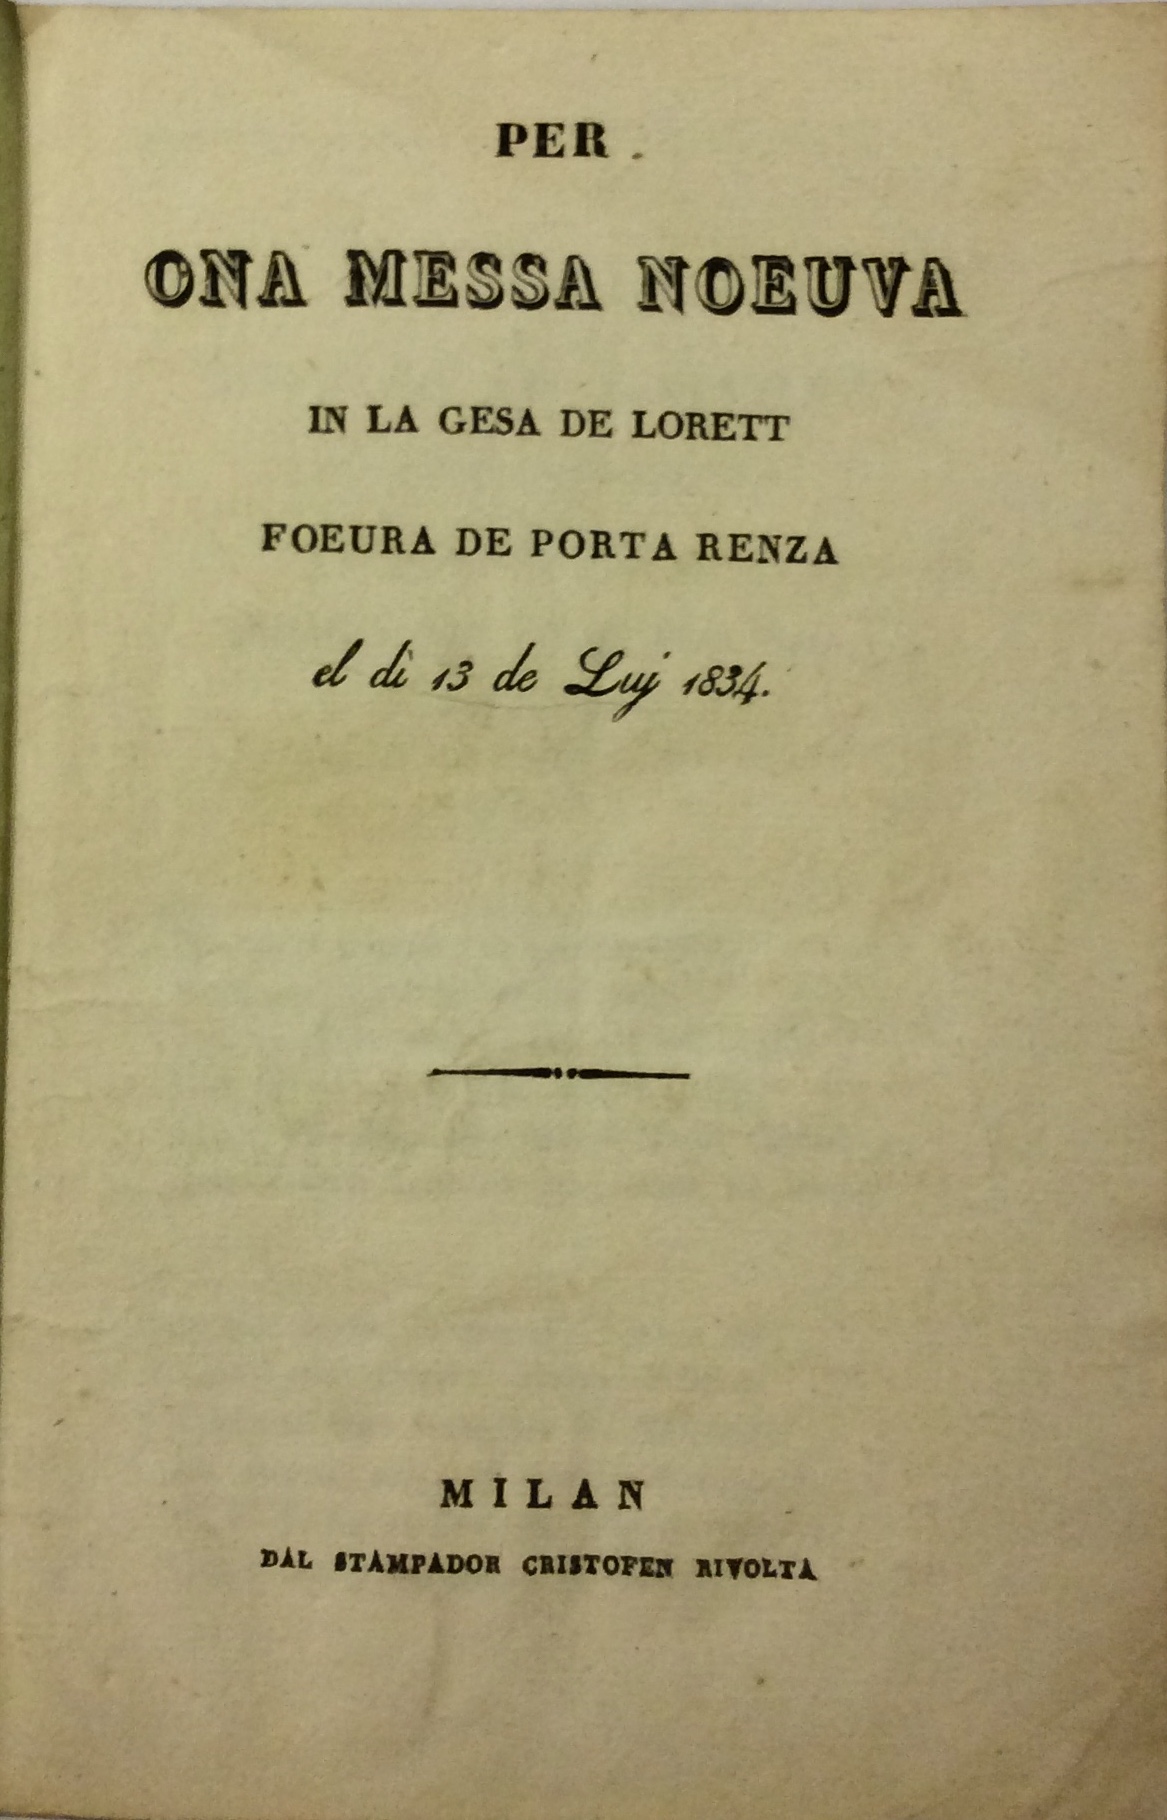 PER
ONA MESSA NOEUVA
IN LA GESA DE LORETT
FOEURA DE PORTA RENZA
el dì 13 de Luj 1834.
MILAN
DAL STAMPADOR CRISTOFEN RIVOLTA